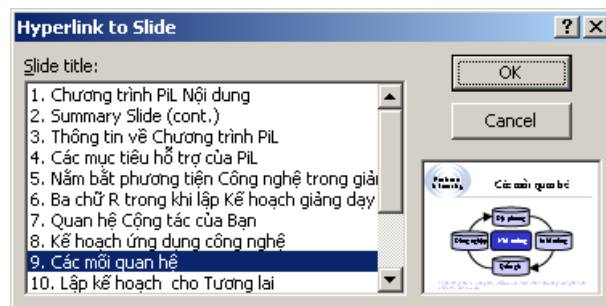 Hyperlink to Slide
Slide title:
1. Chương trình PiL Nội dung
2. Summary Slide (cont.)
3. Thông tin về Chương trình PiL
4. Các mục tiêu hỗ trợ của PiL
5. Nắm bắt phương tiện Công nghệ trong giản
6. Ba chữ R trong khi lập Kế hoạch giảng dạy
7. Quan hệ Cộng tác của Bạn
8. Kế hoạch ứng dụng công nghệ
9. Các mối quan hệ
10. Lập kế hoạch cho Tương lai
OK
Cancel
Các mối quan hệ